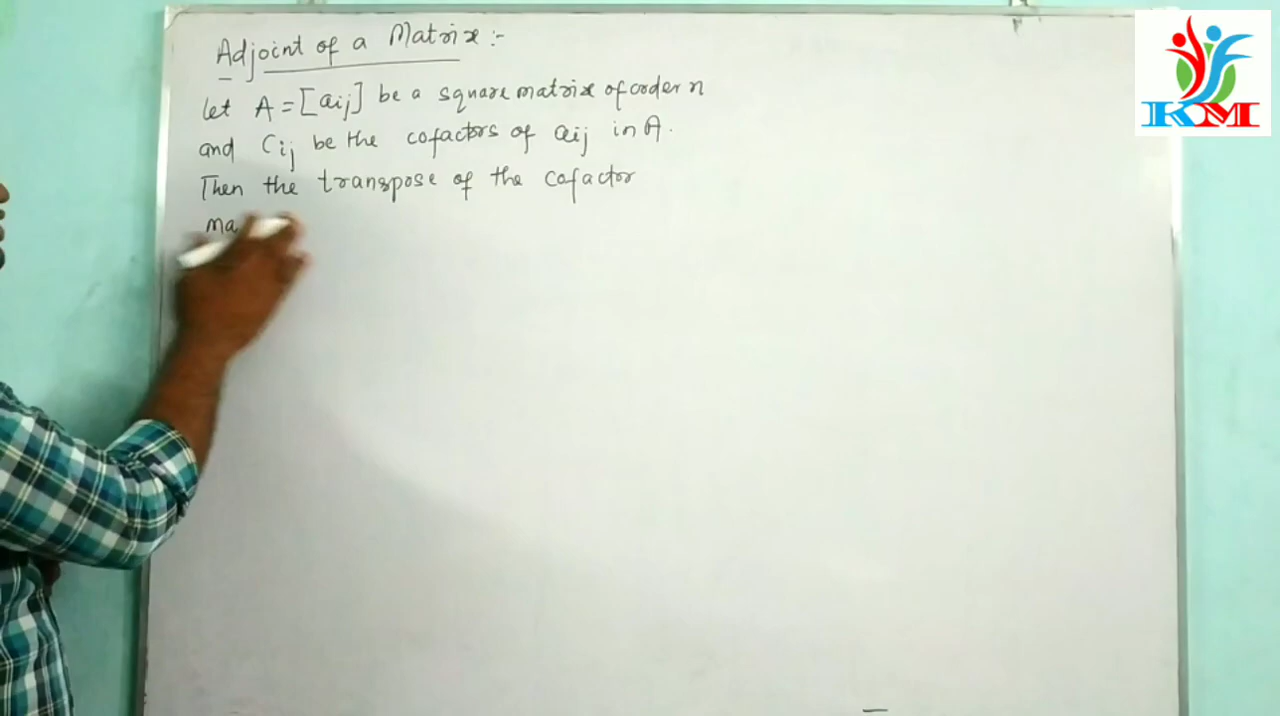 Adjoint of a Matrix :-
let A = [aij] be a square matrix of order n
and Cij be the cofactors of aij in A.
Then the transpose of the cofactor
ma
KM